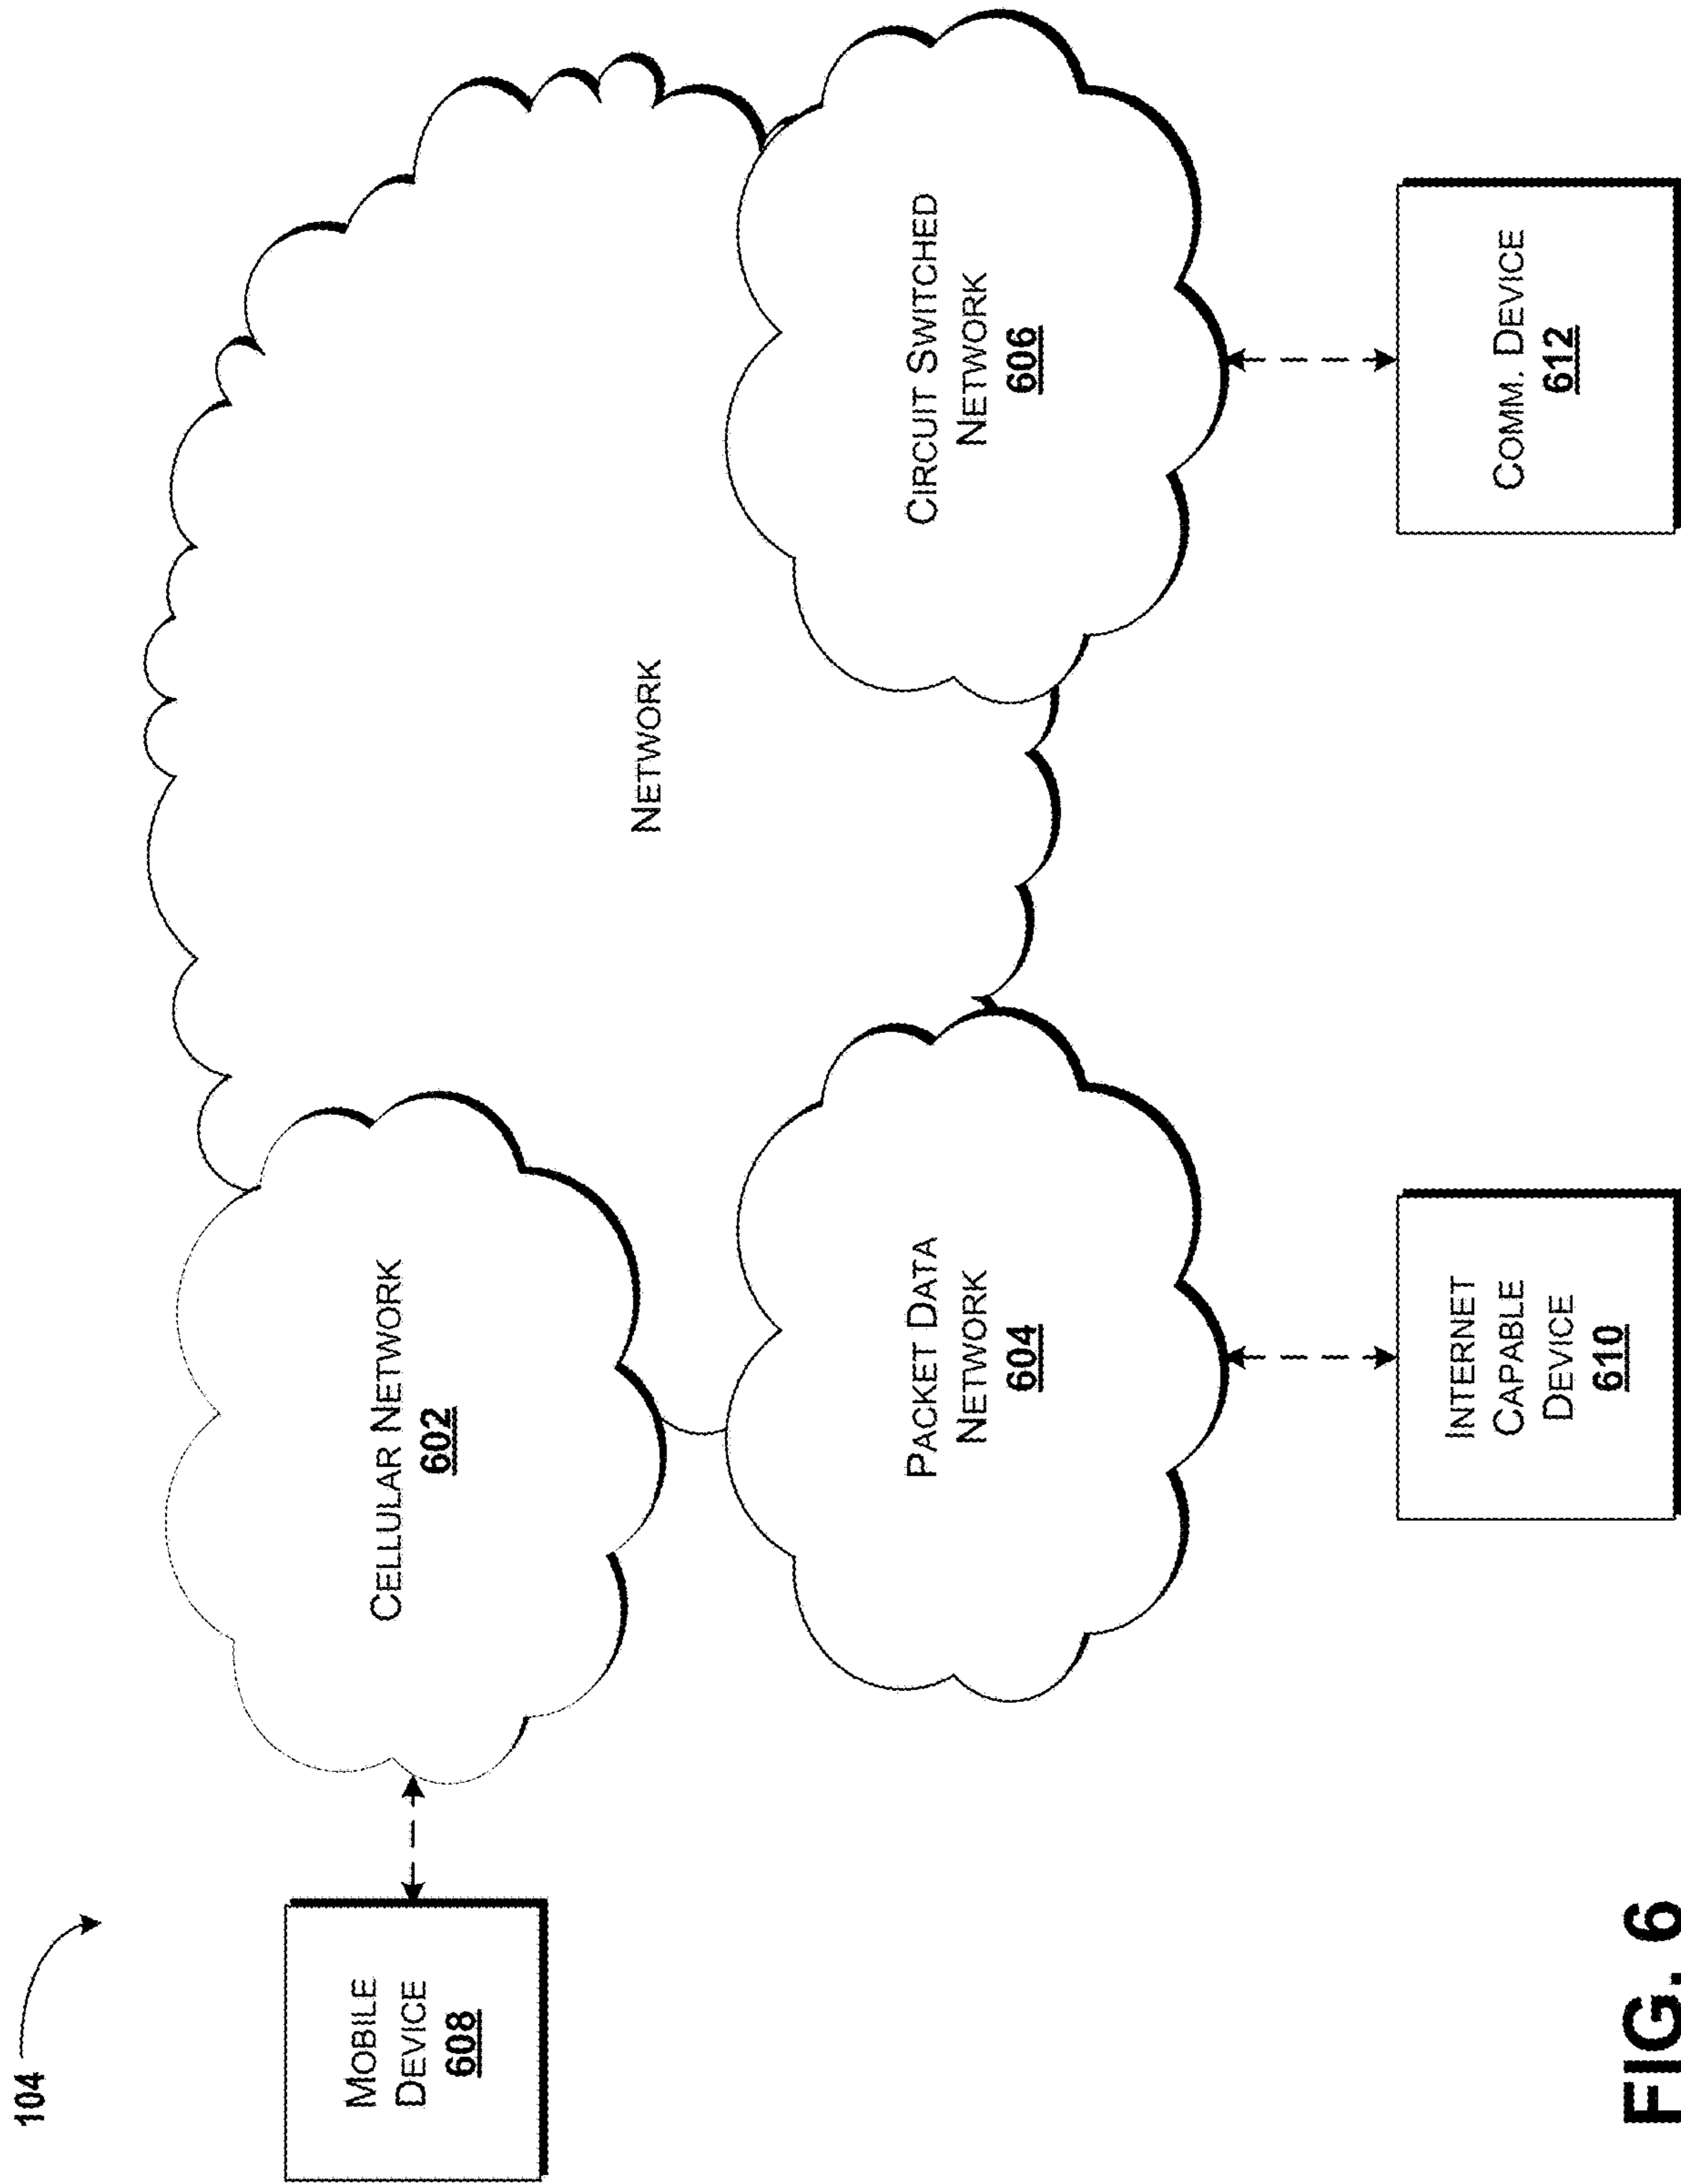 104
MOBILE
DEVICE
608
CELLULAR NETWORK
602
NETWORK
PACKET DATA
NETWORK
604
CIRCUIT SWITCHED
NETWORK
606
INTERNET
CAPABLE
DEVICE
610
COMM. DEVICE
612
FIG. 6